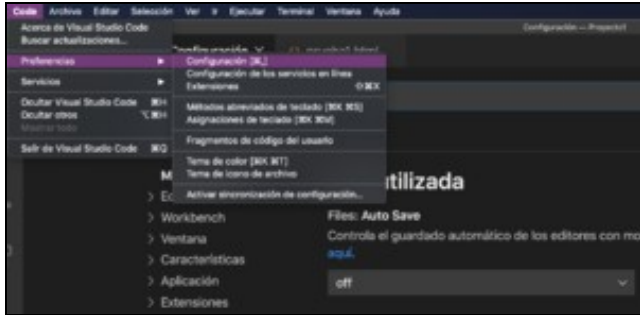 Code Archivo Editar Selección Ver Ir Ejecutar Terminal Ventana Ayuda
Acerca de Visual Studio Code
Buscar actualizaciones...
Configuración — Proyecto1
Configuración
prueba1.html
Preferencias
Configuración [⌘,]
Configuración de los servicios en línea
Extensiones ⇧⌘X
Servicios
Métodos abreviados de teclado [⌘K ⌘S]
Asignaciones de teclado [⌘K ⌘M]
Ocultar Visual Studio Code ⌘H
Ocultar otros ⌥⌘H
Mostrar todo
Fragmentos de código del usuario
Salir de Visual Studio Code ⌘Q
Tema de color [⌘K ⌘T]
Tema de icono de archivo
Activar sincronización de configuración...
M
tilizada
Ed
Workbench
Files: Auto Save
Ventana
Controla el guardado automático de los editores con mo
aquí.
Características
Aplicación
off
Extensiones